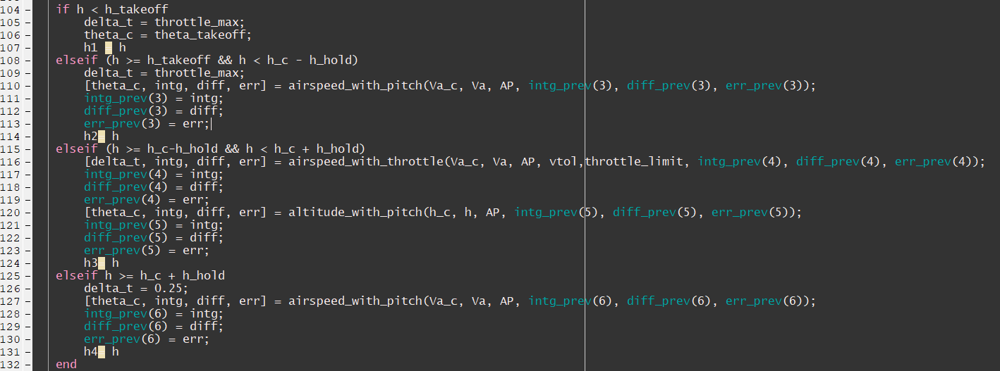 104 - if h < h_takeoff
105 -     delta_t = throttle_max;
106 -     theta_c = theta_takeoff;
107 -     h1 = h
108 - elseif (h >= h_takeoff && h < h_c - h_hold)
109 -     delta_t = throttle_max;
110 -     [theta_c, intg, diff, err] = airspeed_with_pitch(Va_c, Va, AP, intg_prev(3), diff_prev(3), err_prev(3));
111 -     intg_prev(3) = intg;
112 -     diff_prev(3) = diff;
113 -     err_prev(3) = err;
114 -     h2= h
115 - elseif (h >= h_c-h_hold && h < h_c + h_hold)
116 -     [delta_t, intg, diff, err] = airspeed_with_throttle(Va_c, Va, AP, vtol,throttle_limit, intg_prev(4), diff_prev(4), err_prev(4));
117 -     intg_prev(4) = intg;
118 -     diff_prev(4) = diff;
119 -     err_prev(4) = err;
120 -     [theta_c, intg, diff, err] = altitude_with_pitch(h_c, h, AP, intg_prev(5), diff_prev(5), err_prev(5));
121 -     intg_prev(5) = intg;
122 -     diff_prev(5) = diff;
123 -     err_prev(5) = err;
124 -     h3= h
125 - elseif h >= h_c + h_hold
126 -     delta_t = 0.25;
127 -     [theta_c, intg, diff, err] = airspeed_with_pitch(Va_c, Va, AP, intg_prev(6), diff_prev(6), err_prev(6));
128 -     intg_prev(6) = intg;
129 -     diff_prev(6) = diff;
130 -     err_prev(6) = err;
131 -     h4= h
132 - end